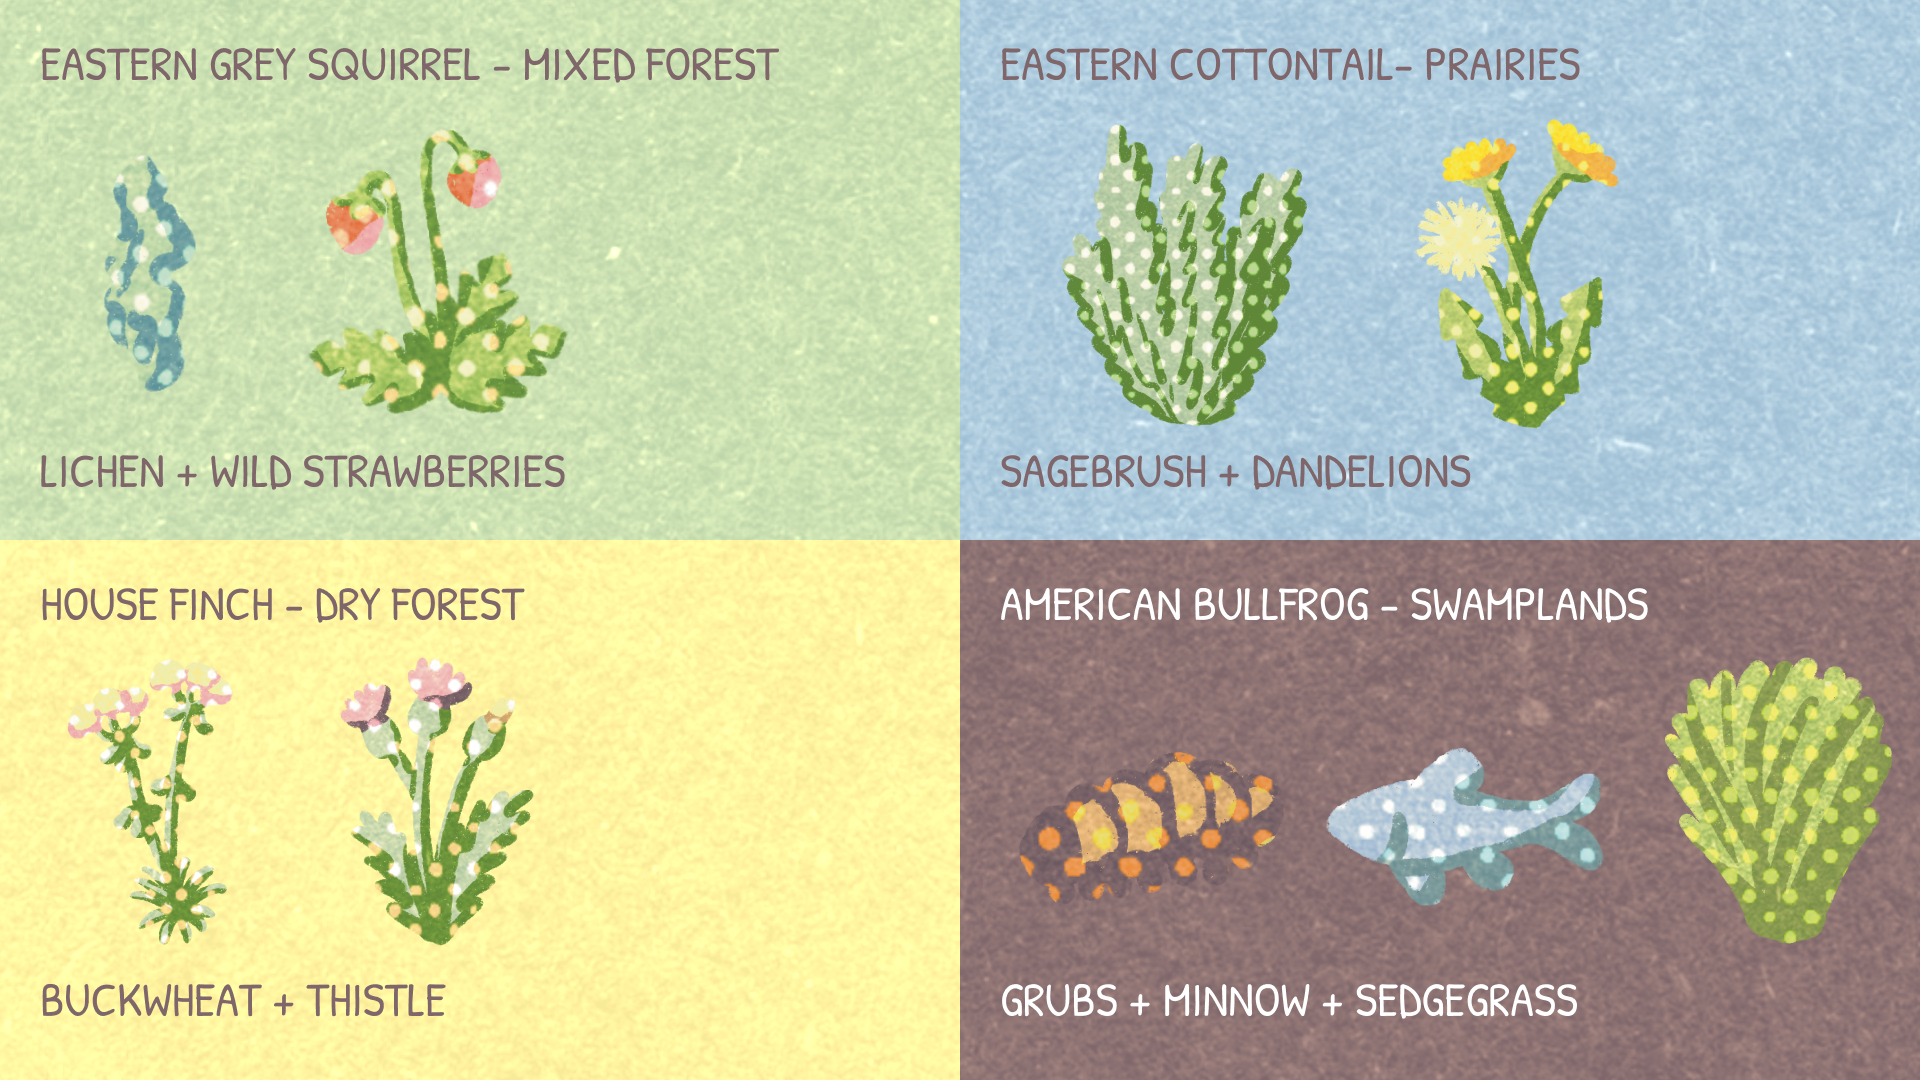 EASTERN GREY SQUIRREL - MIXED FOREST
LICHEN + WILD STRAWBERRIES
EASTERN COTTONTAIL- PRAIRIES
SAGEBRUSH + DANDELIONS
HOUSE FINCH - DRY FOREST
BUCKWHEAT + THISTLE
AMERICAN BULLFROG - SWAMPLANDS
GRUBS + MINNOW + SEDGEGRASS